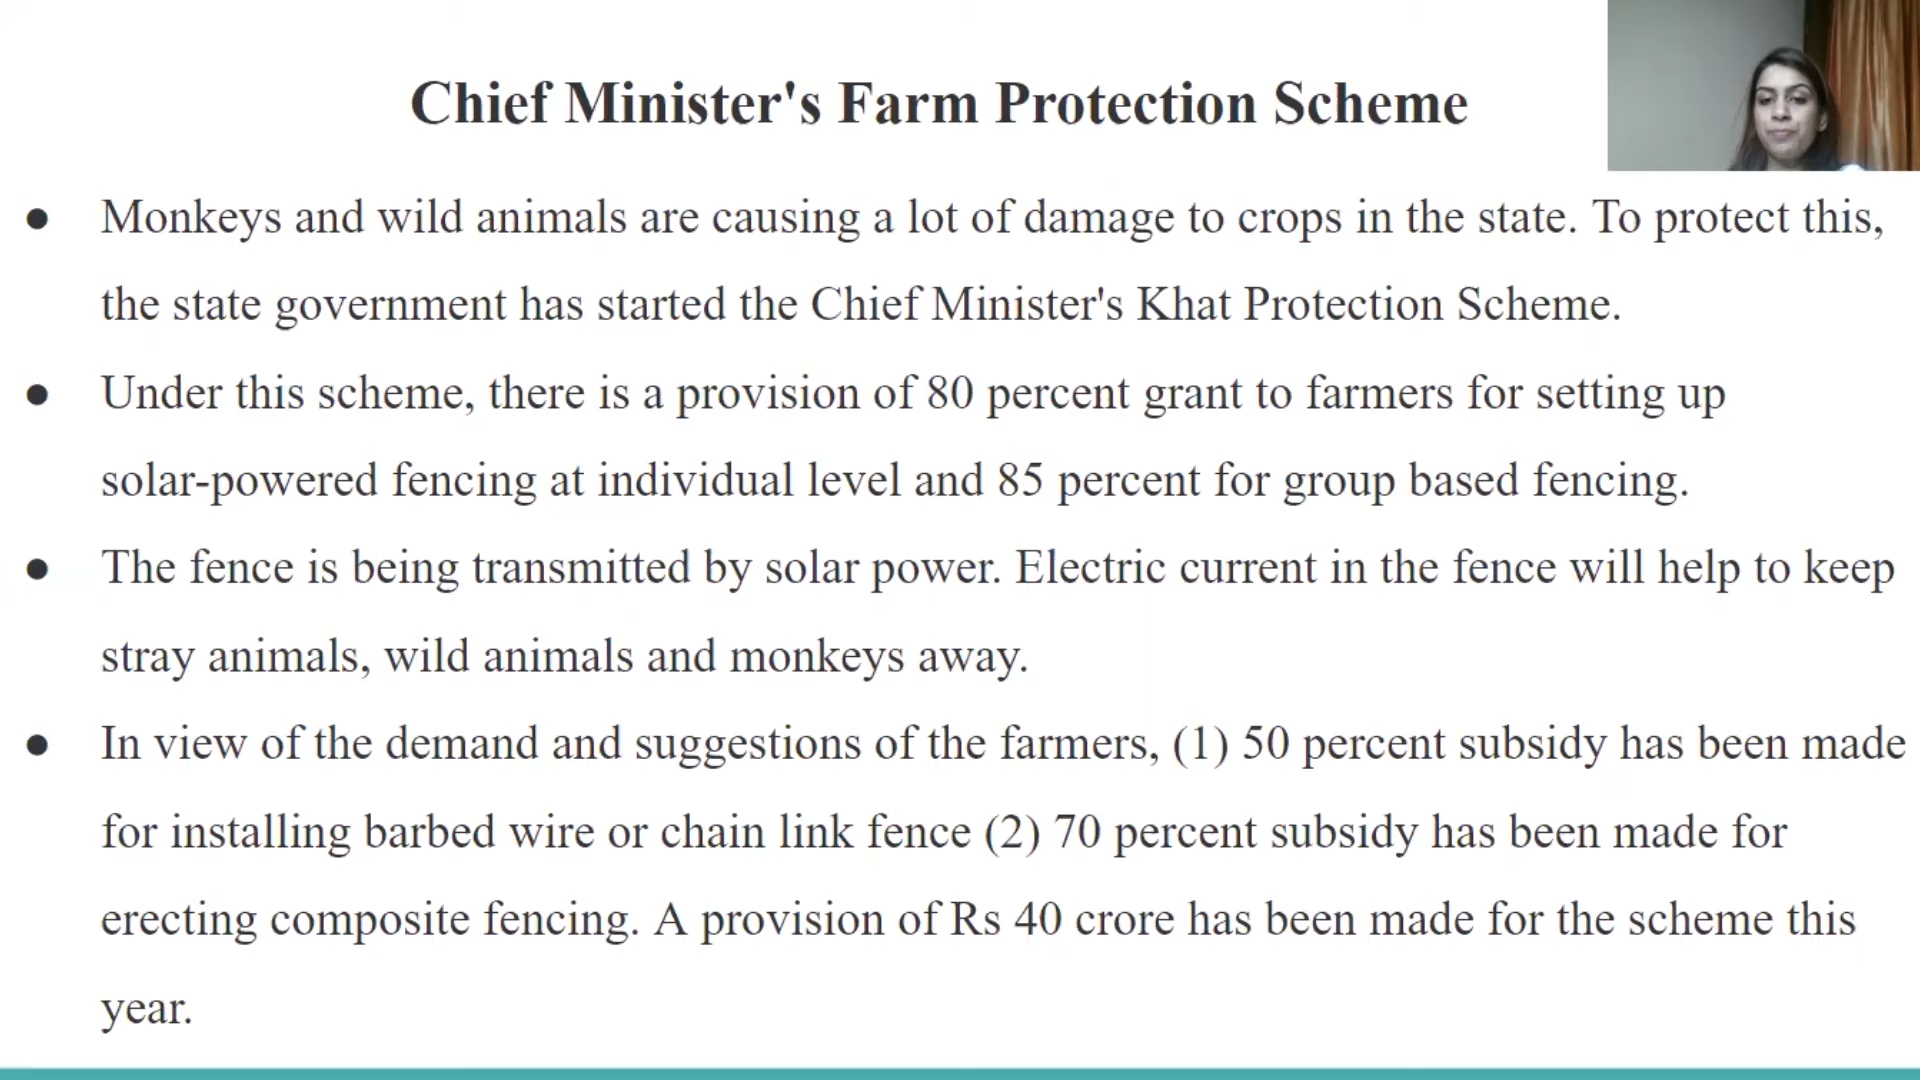 Chief Minister's Farm Protection Scheme
● Monkeys and wild animals are causing a lot of damage to crops in the state. To protect this,
the state government has started the Chief Minister's Khat Protection Scheme.
● Under this scheme, there is a provision of 80 percent grant to farmers for setting up
solar-powered fencing at individual level and 85 percent for group based fencing.
● The fence is being transmitted by solar power. Electric current in the fence will help to keep
stray animals, wild animals and monkeys away.
● In view of the demand and suggestions of the farmers, (1) 50 percent subsidy has been made
for installing barbed wire or chain link fence (2) 70 percent subsidy has been made for
erecting composite fencing. A provision of Rs 40 crore has been made for the scheme this
year.